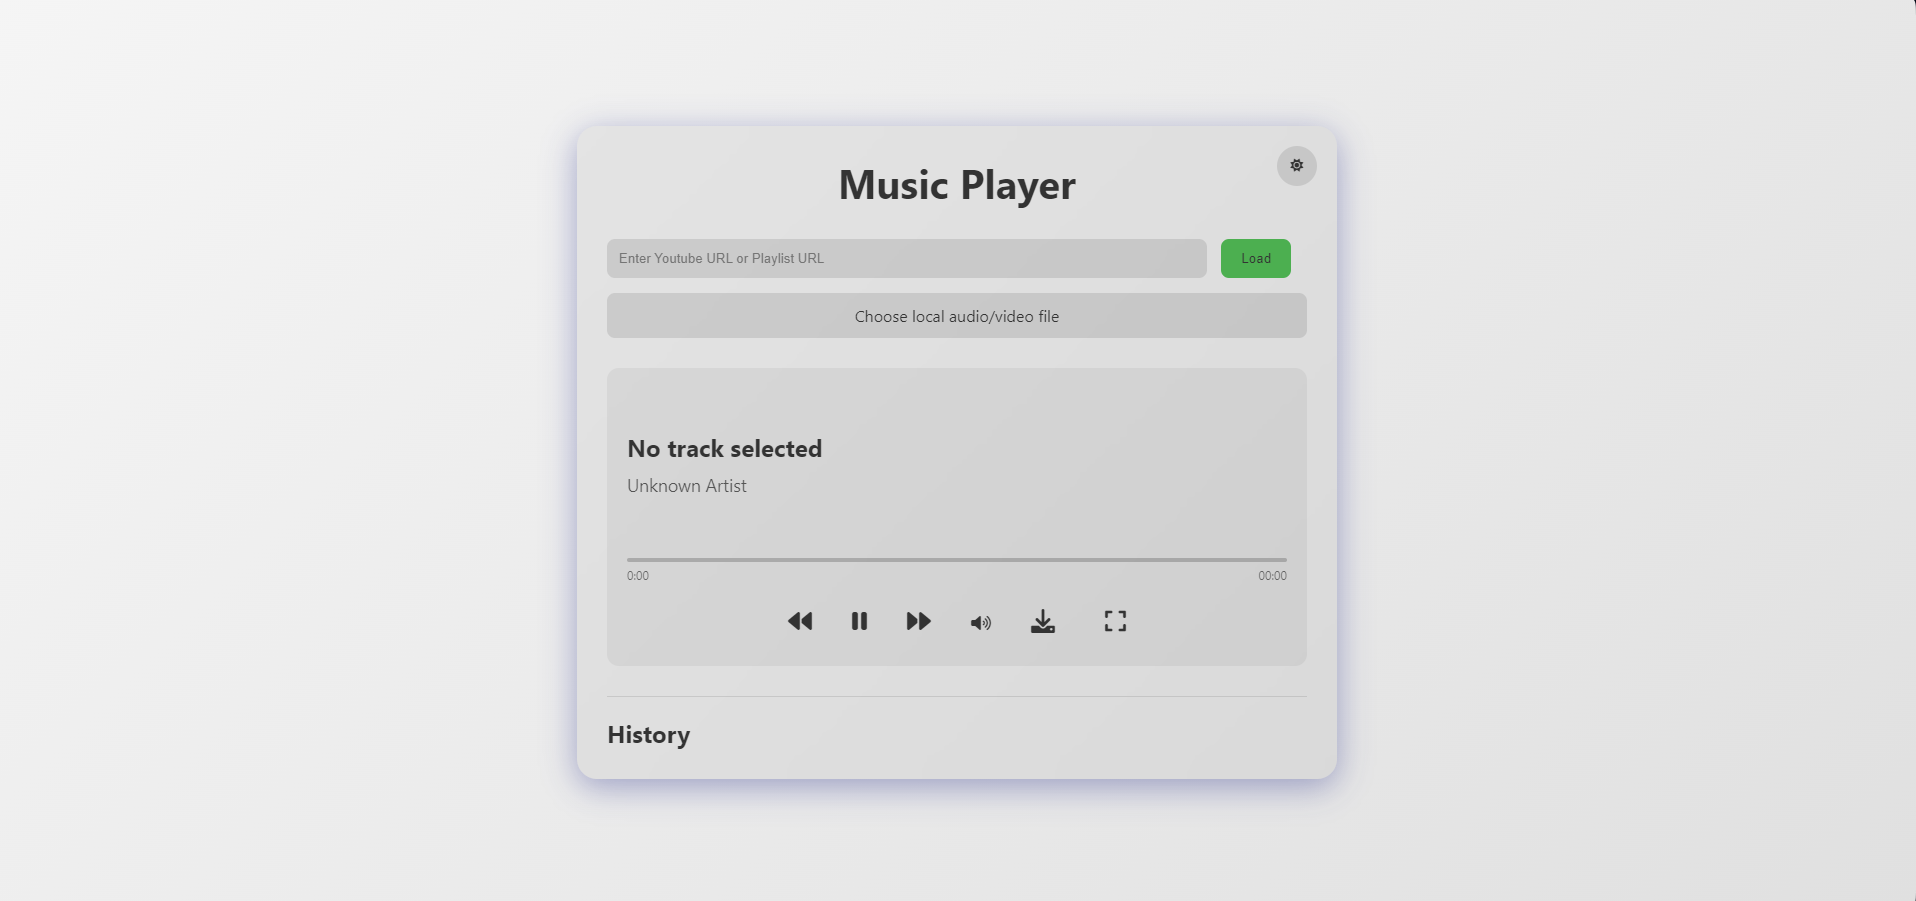 Music Player
Enter Youtube URL or Playlist URL
Load
Choose local audio/video file
No track selected
Unknown Artist
0:00
00:00
History